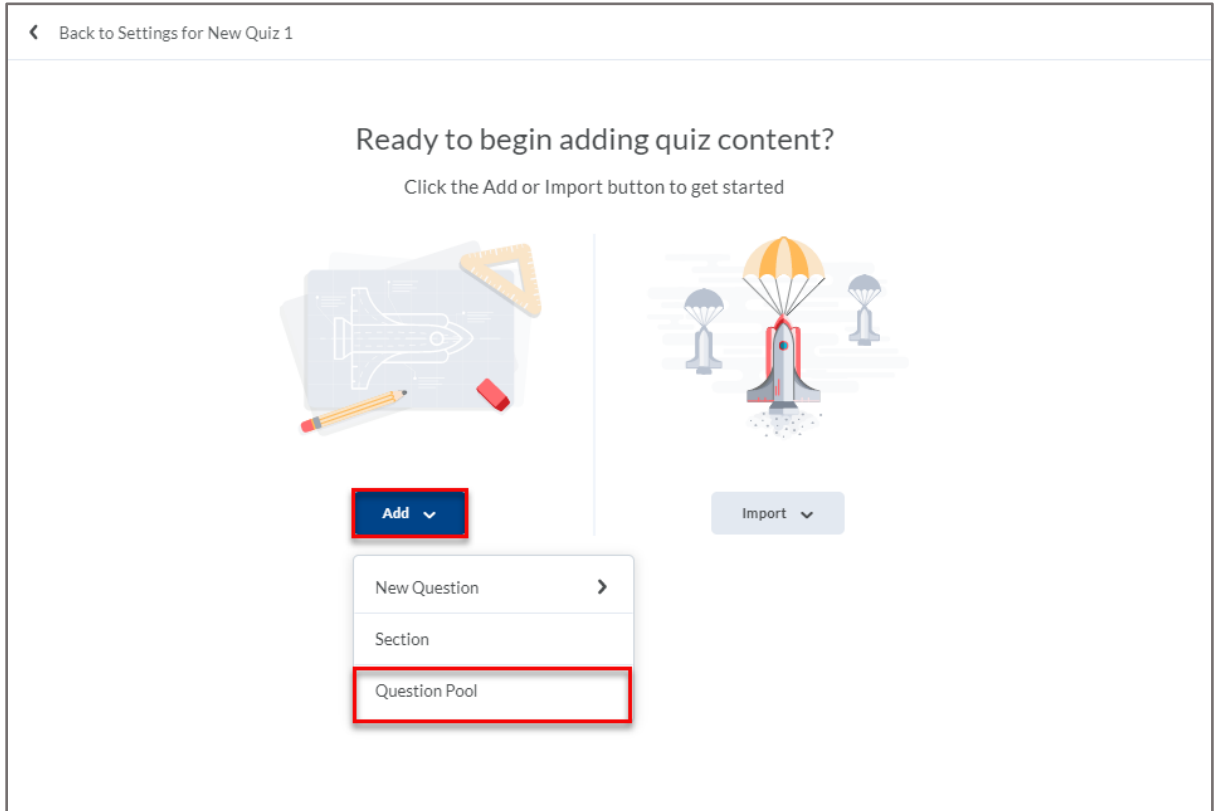 Back to Settings for New Quiz 1
Ready to begin adding quiz content?
Click the Add or Import button to get started
Add
Import
New Question
Section
Question Pool